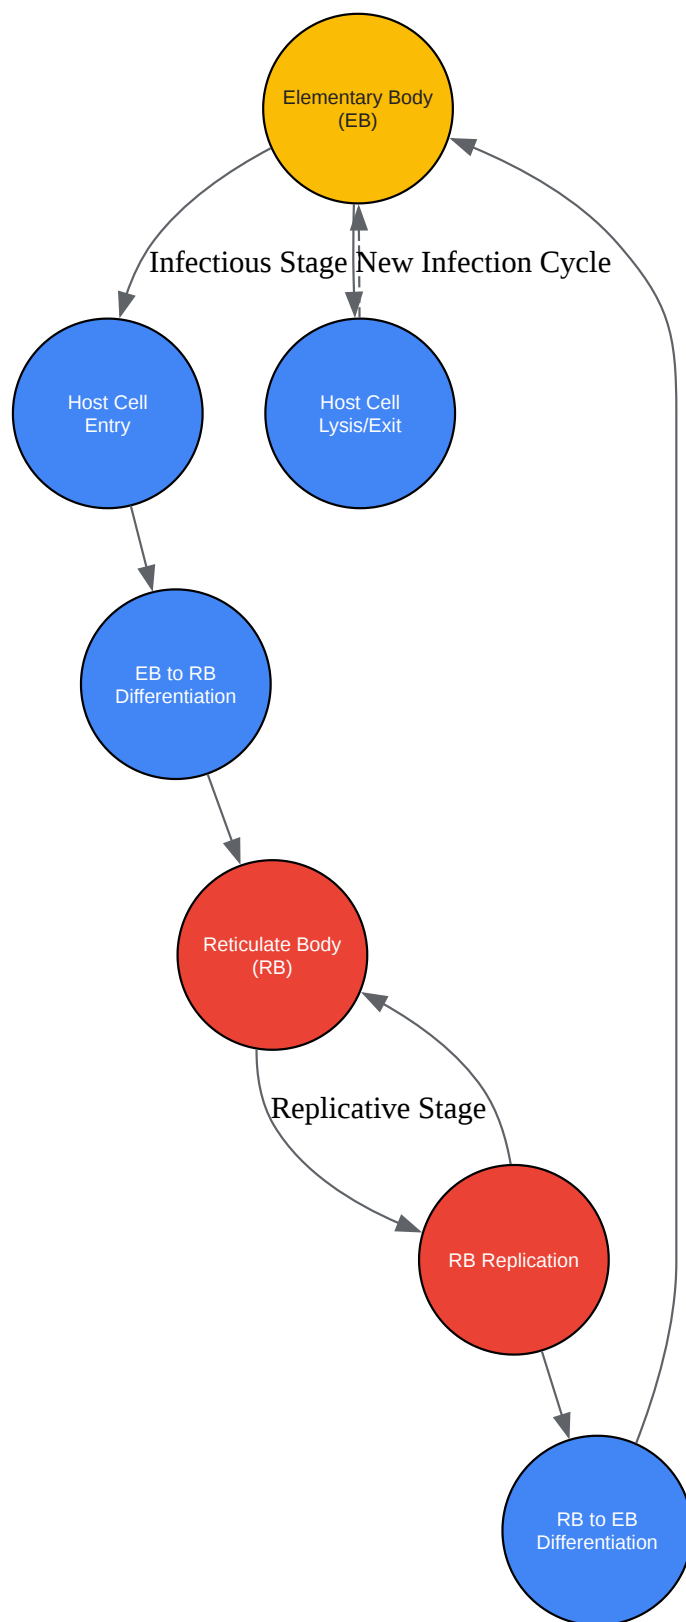 Elementary Body
(EB)
Infectious Stage
New Infection Cycle
Host Cell
Entry
Host Cell
Lysis/Exit
EB to RB
Differentiation
Reticulate Body
(RB)
Replicative Stage
RB Replication
RB to EB
Differentiation